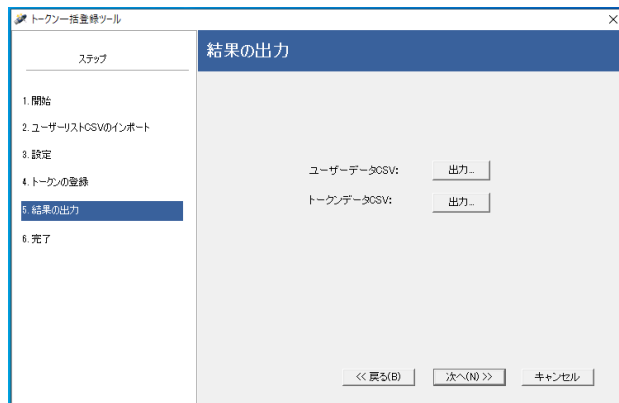 トークン一括登録ツール
ステップ
結果の出力
1. 開始
2. ユーザーリストCSVのインポート
3. 設定
4. トークンの登録
5. 結果の出力
6. 完了
ユーザーデータCSV: 出力...
トークンデータCSV: 出力...
<< 戻る(B) 次へ(N) >> キャンセル